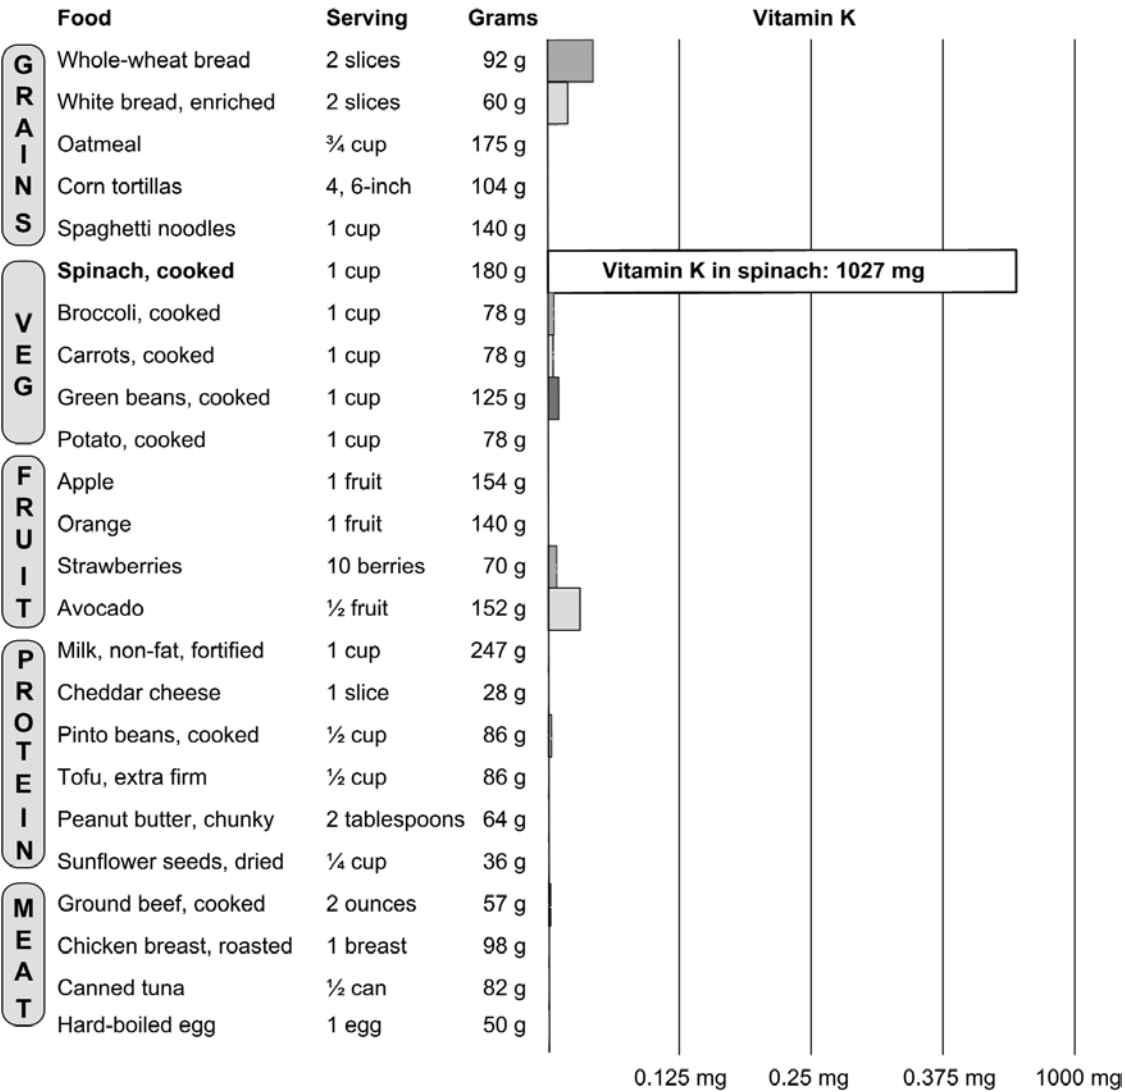 Food Serving Grams Vitamin K
GRAINS
Whole-wheat bread 2 slices 92 g
White bread, enriched 2 slices 60 g
Oatmeal ¾ cup 175 g
Corn tortillas 4, 6-inch 104 g
Spaghetti noodles 1 cup 140 g
VEG
Spinach, cooked 1 cup 180 g Vitamin K in spinach: 1027 mg
Broccoli, cooked 1 cup 78 g
Carrots, cooked 1 cup 78 g
Green beans, cooked 1 cup 125 g
Potato, cooked 1 cup 78 g
FRUIT
Apple 1 fruit 154 g
Orange 1 fruit 140 g
Strawberries 10 berries 70 g
Avocado ½ fruit 152 g
PROTEIN
Milk, non-fat, fortified 1 cup 247 g
Cheddar cheese 1 slice 28 g
Pinto beans, cooked ½ cup 86 g
Tofu, extra firm ½ cup 86 g
Peanut butter, chunky 2 tablespoons 64 g
Sunflower seeds, dried ¼ cup 36 g
MEAT
Ground beef, cooked 2 ounces 57 g
Chicken breast, roasted 1 breast 98 g
Canned tuna ½ can 82 g
Hard-boiled egg 1 egg 50 g
0.125 mg 0.25 mg 0.375 mg 1000 mg